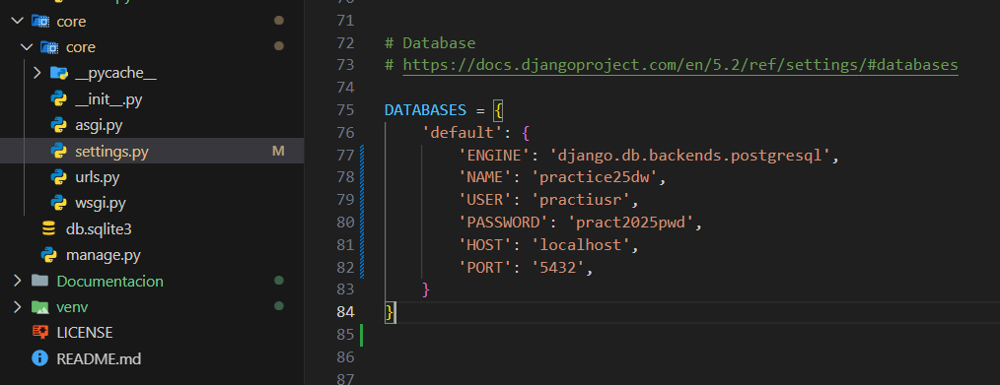 core
core
__pycache__
__init__.py
asgi.py
settings.py M
urls.py
wsgi.py
db.sqlite3
manage.py
Documentacion
venv
LICENSE
README.md
70
71
72 # Database
73 # https://docs.djangoproject.com/en/5.2/ref/settings/#databases
74
75 DATABASES = {
76 'default': {
77 'ENGINE': 'django.db.backends.postgresql',
78 'NAME': 'practice25dw',
79 'USER': 'practiusr',
80 'PASSWORD': 'pract2025pwd',
81 'HOST': 'localhost',
82 'PORT': '5432',
83 }
84 }
85
86
87